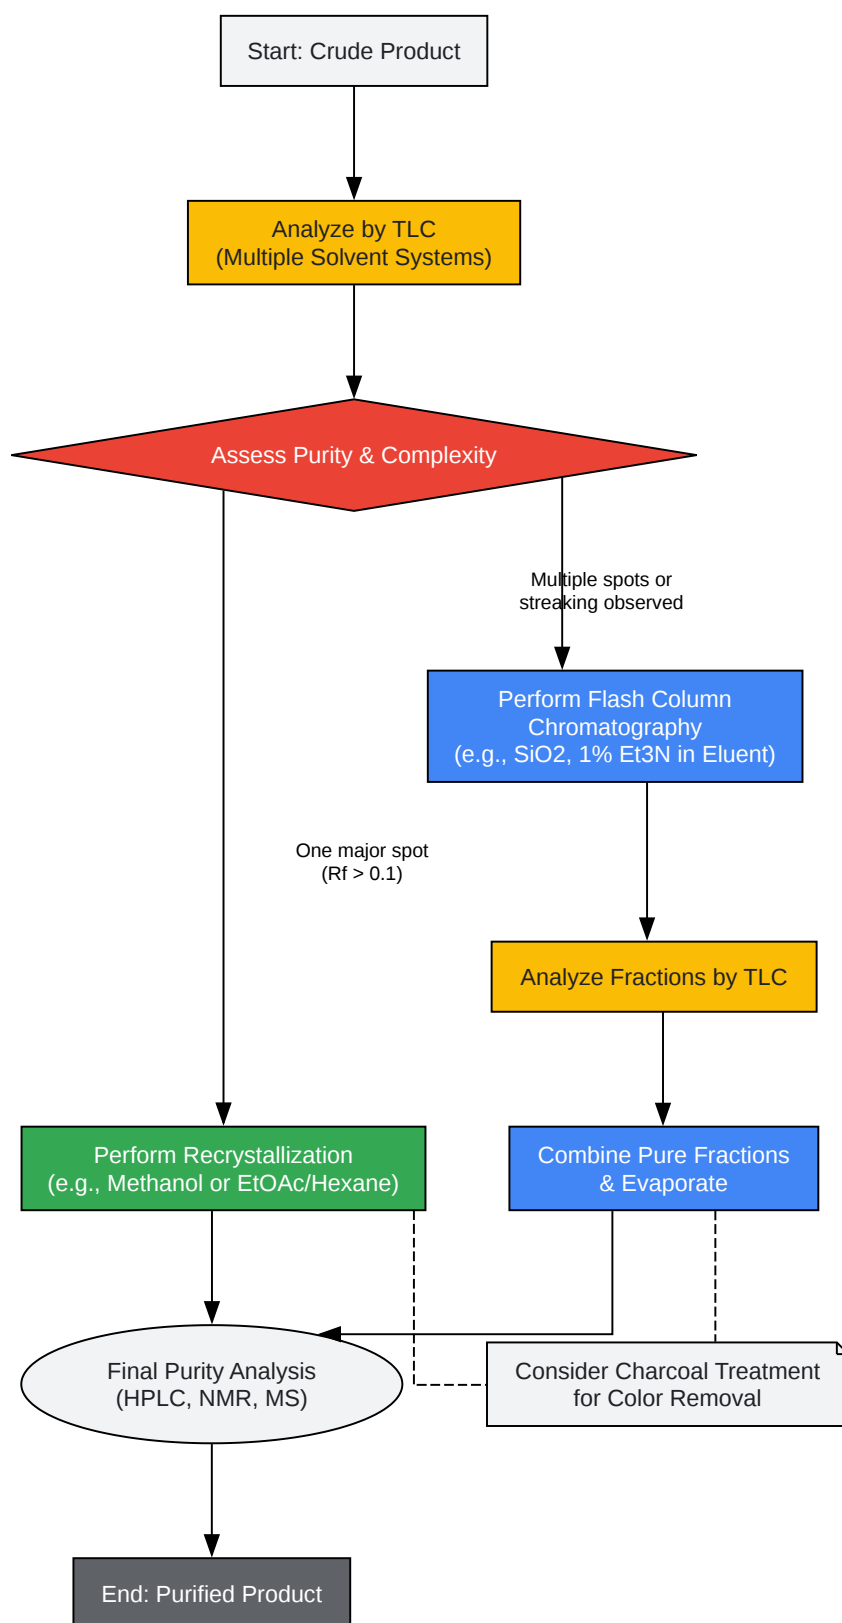 Start: Crude Product
Analyze by TLC
(Multiple Solvent Systems)
Assess Purity & Complexity
Multiple spots or
streaking observed
Perform Flash Column
Chromatography
(e.g., SiO2, 1% Et3N in Eluent)
One major spot
(Rf > 0.1)
Analyze Fractions by TLC
Perform Recrystallization
(e.g., Methanol or EtOAc/Hexane)
Combine Pure Fractions
& Evaporate
Final Purity Analysis
(HPLC, NMR, MS)
Consider Charcoal Treatment
for Color Removal
End: Purified Product